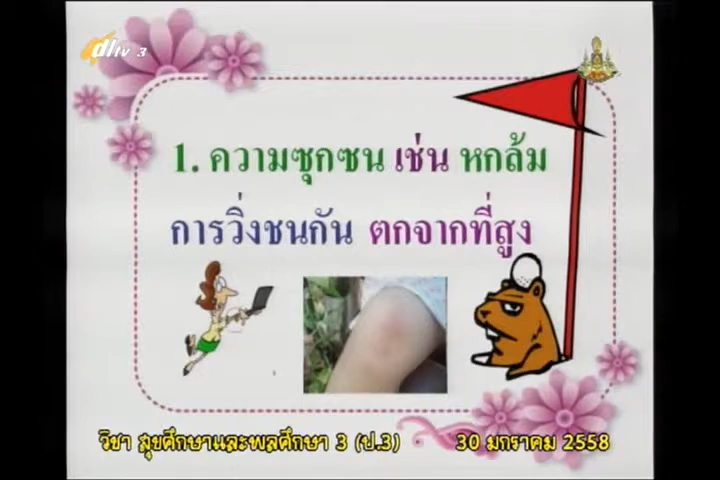 dltv 3
1. ความซุกซน เช่น หกล้ม
การวิ่งชนกัน ตกจากที่สูง
วิชา สุขศึกษาและพลศึกษา 3 (ป.3) 30 มกราคม 2558